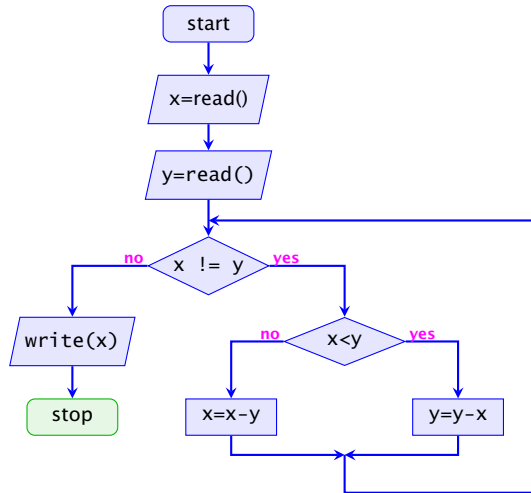 start
x=read()
y=read()
no
x != y
yes
write(x)
no
x<y
yes
stop
x=x-y
y=y-x